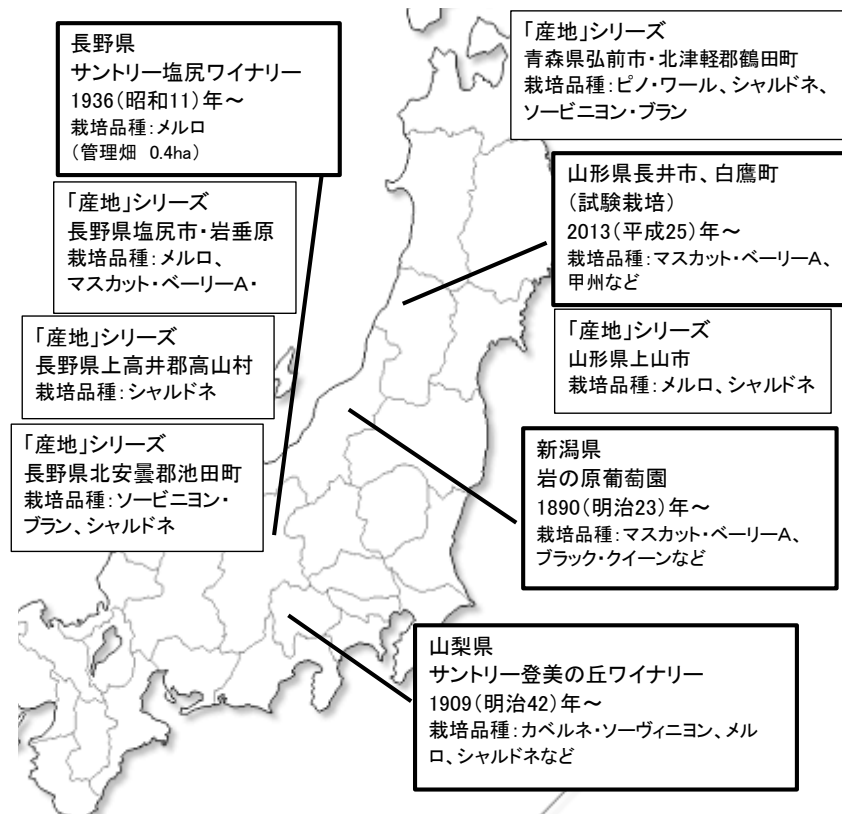 長野県
サントリー塩尻ワイナリー
1936(昭和11)年～
栽培品種:メルロ
(管理畑 0.4ha)
「産地」シリーズ
長野県塩尻市・岩垂原
栽培品種:メルロ、
マスカット・ベーリーA・
「産地」シリーズ
長野県上高井郡高山村
栽培品種:シャルドネ
「産地」シリーズ
長野県北安曇郡池田町
栽培品種:ソービニヨン・
ブラン、シャルドネ
「産地」シリーズ
青森県弘前市・北津軽郡鶴田町
栽培品種:ピノ・ワール、シャルドネ、
ソービニヨン・ブラン
山形県長井市、白鷹町
(試験栽培)
2013(平成25)年～
栽培品種:マスカット・ベーリーA、
甲州など
「産地」シリーズ
山形県上山市
栽培品種:メルロ、シャルドネ
新潟県
岩の原葡萄園
1890(明治23)年～
栽培品種:マスカット・ベーリーA、
ブラック・クイーンなど
山梨県
サントリー登美の丘ワイナリー
1909(明治42)年～
栽培品種:カベルネ・ソーヴィニヨン、メル
ロ、シャルドネなど